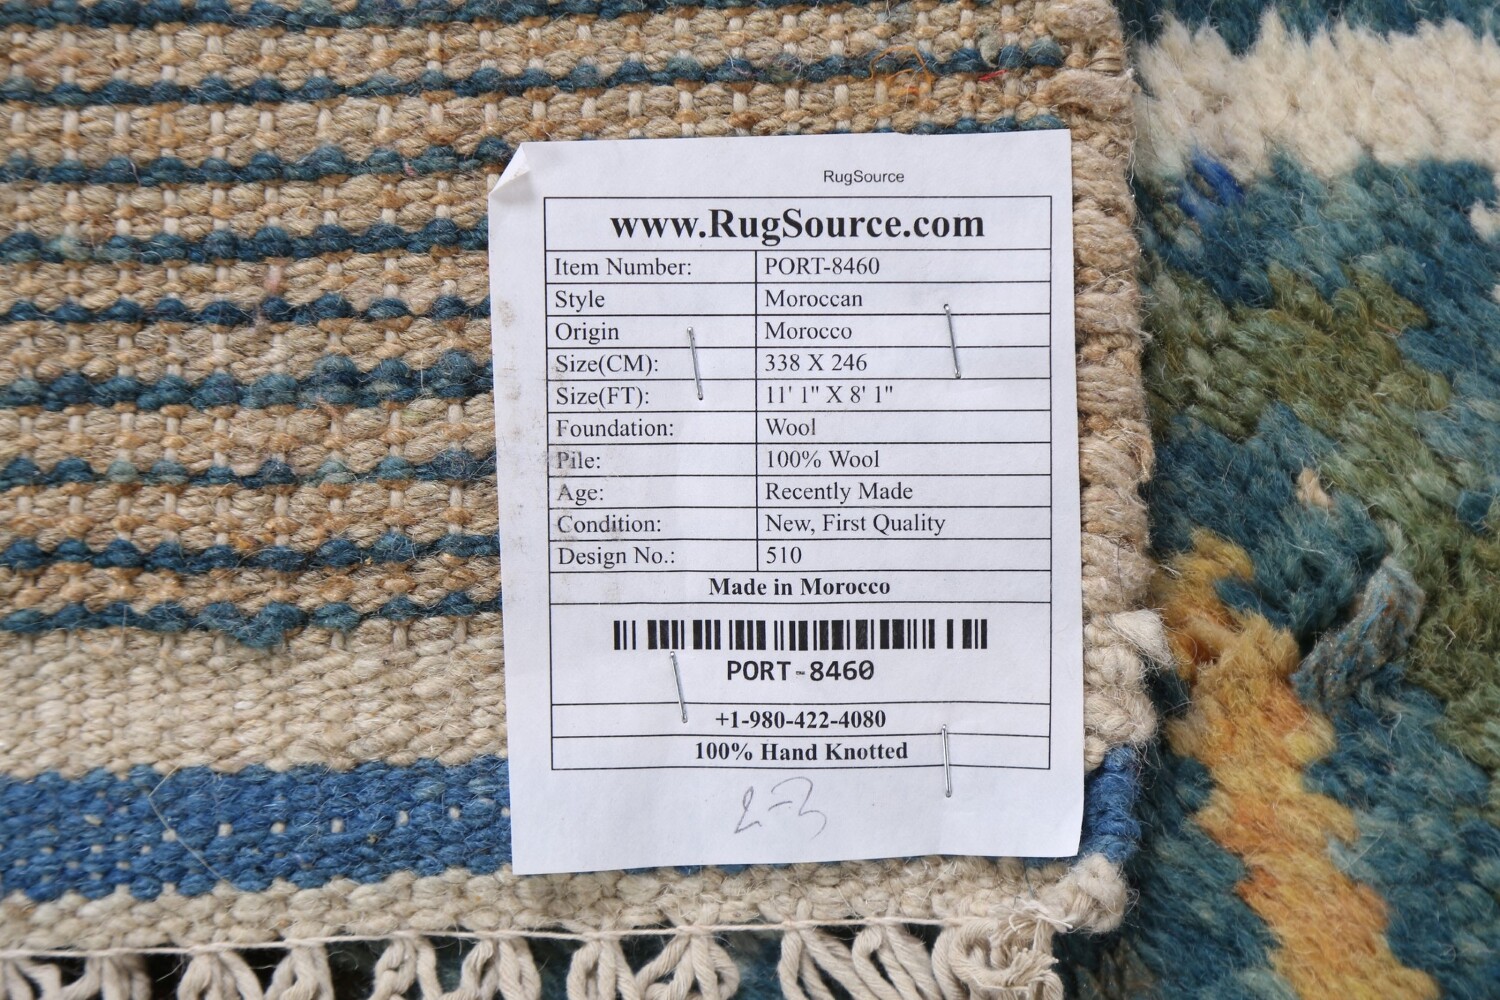 RugSource
www.RugSource.com
Item Number: PORT-8460
Style Moroccan
Origin Morocco
Size(CM): 338 X 246
Size(FT): 11' 1" X 8' 1"
Foundation: Wool
Pile: 100% Wool
Age: Recently Made
Condition: New, First Quality
Design No.: 510
Made in Morocco
PORT-8460
+1-980-422-4080
100% Hand Knotted